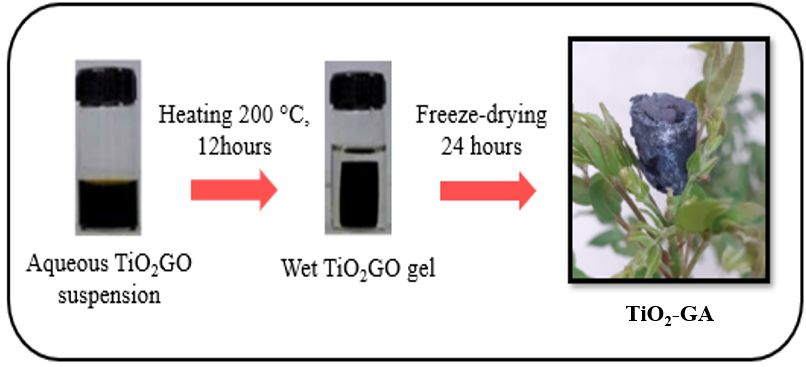 Heating 200 °C,
12hours
Freeze-drying
24 hours
Aqueous TiO₂GO
suspension
Wet TiO₂GO gel
TiO₂-GA